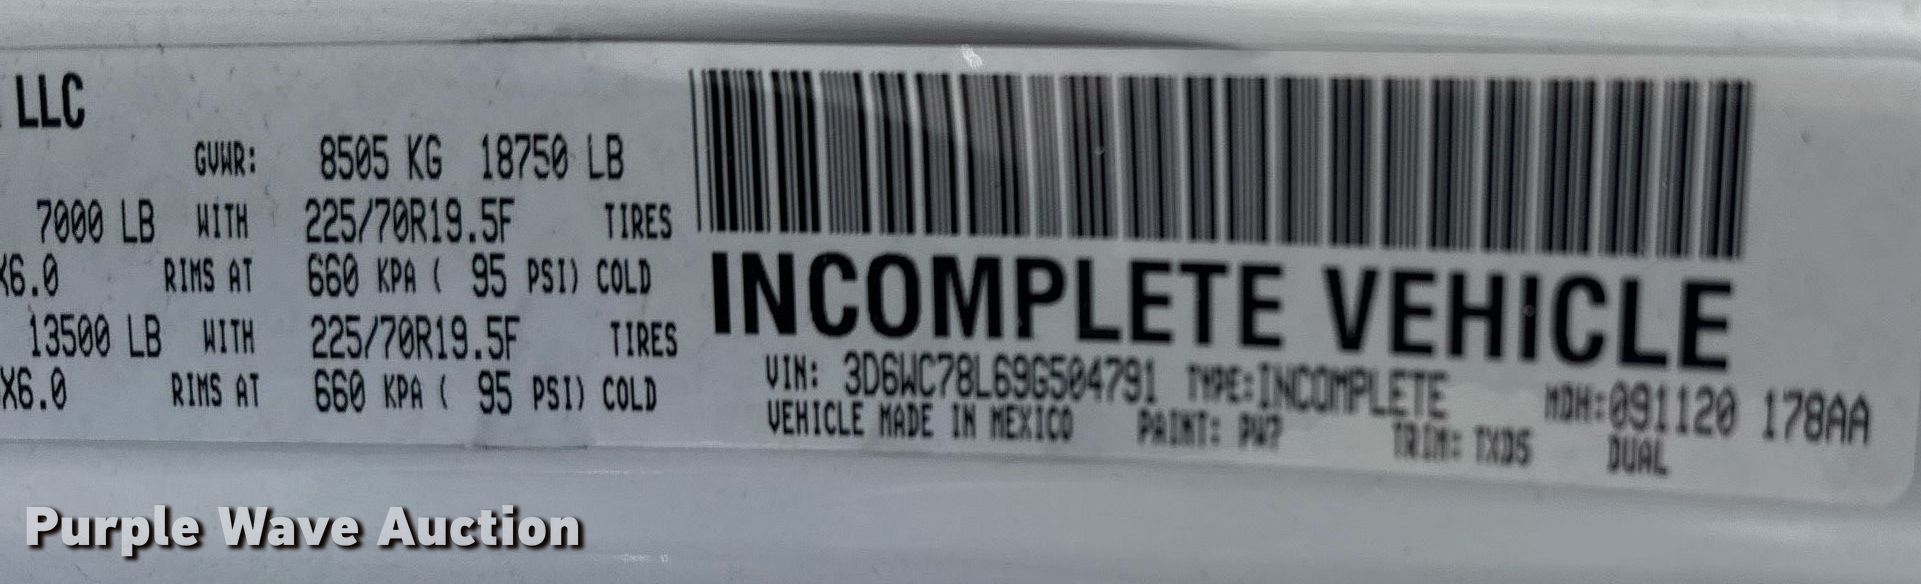 LLC
GVWR: 8505 KG 18750 LB
7000 LB WITH 225/70R19.5F TIRES
X6.0 RIMS AT 660 KPA ( 95 PSI) COLD
13500 LB WITH 225/70R19.5F TIRES
X6.0 RIMS AT 660 KPA ( 95 PSI) COLD
INCOMPLETE VEHICLE
VIN: 3D6WC78L69G504791 TYPE:INCOMPLETE MDH:091120 178AA
VEHICLE MADE IN MEXICO PAINT: PW7 TRIM: TXD5 DUAL
Purple Wave Auction